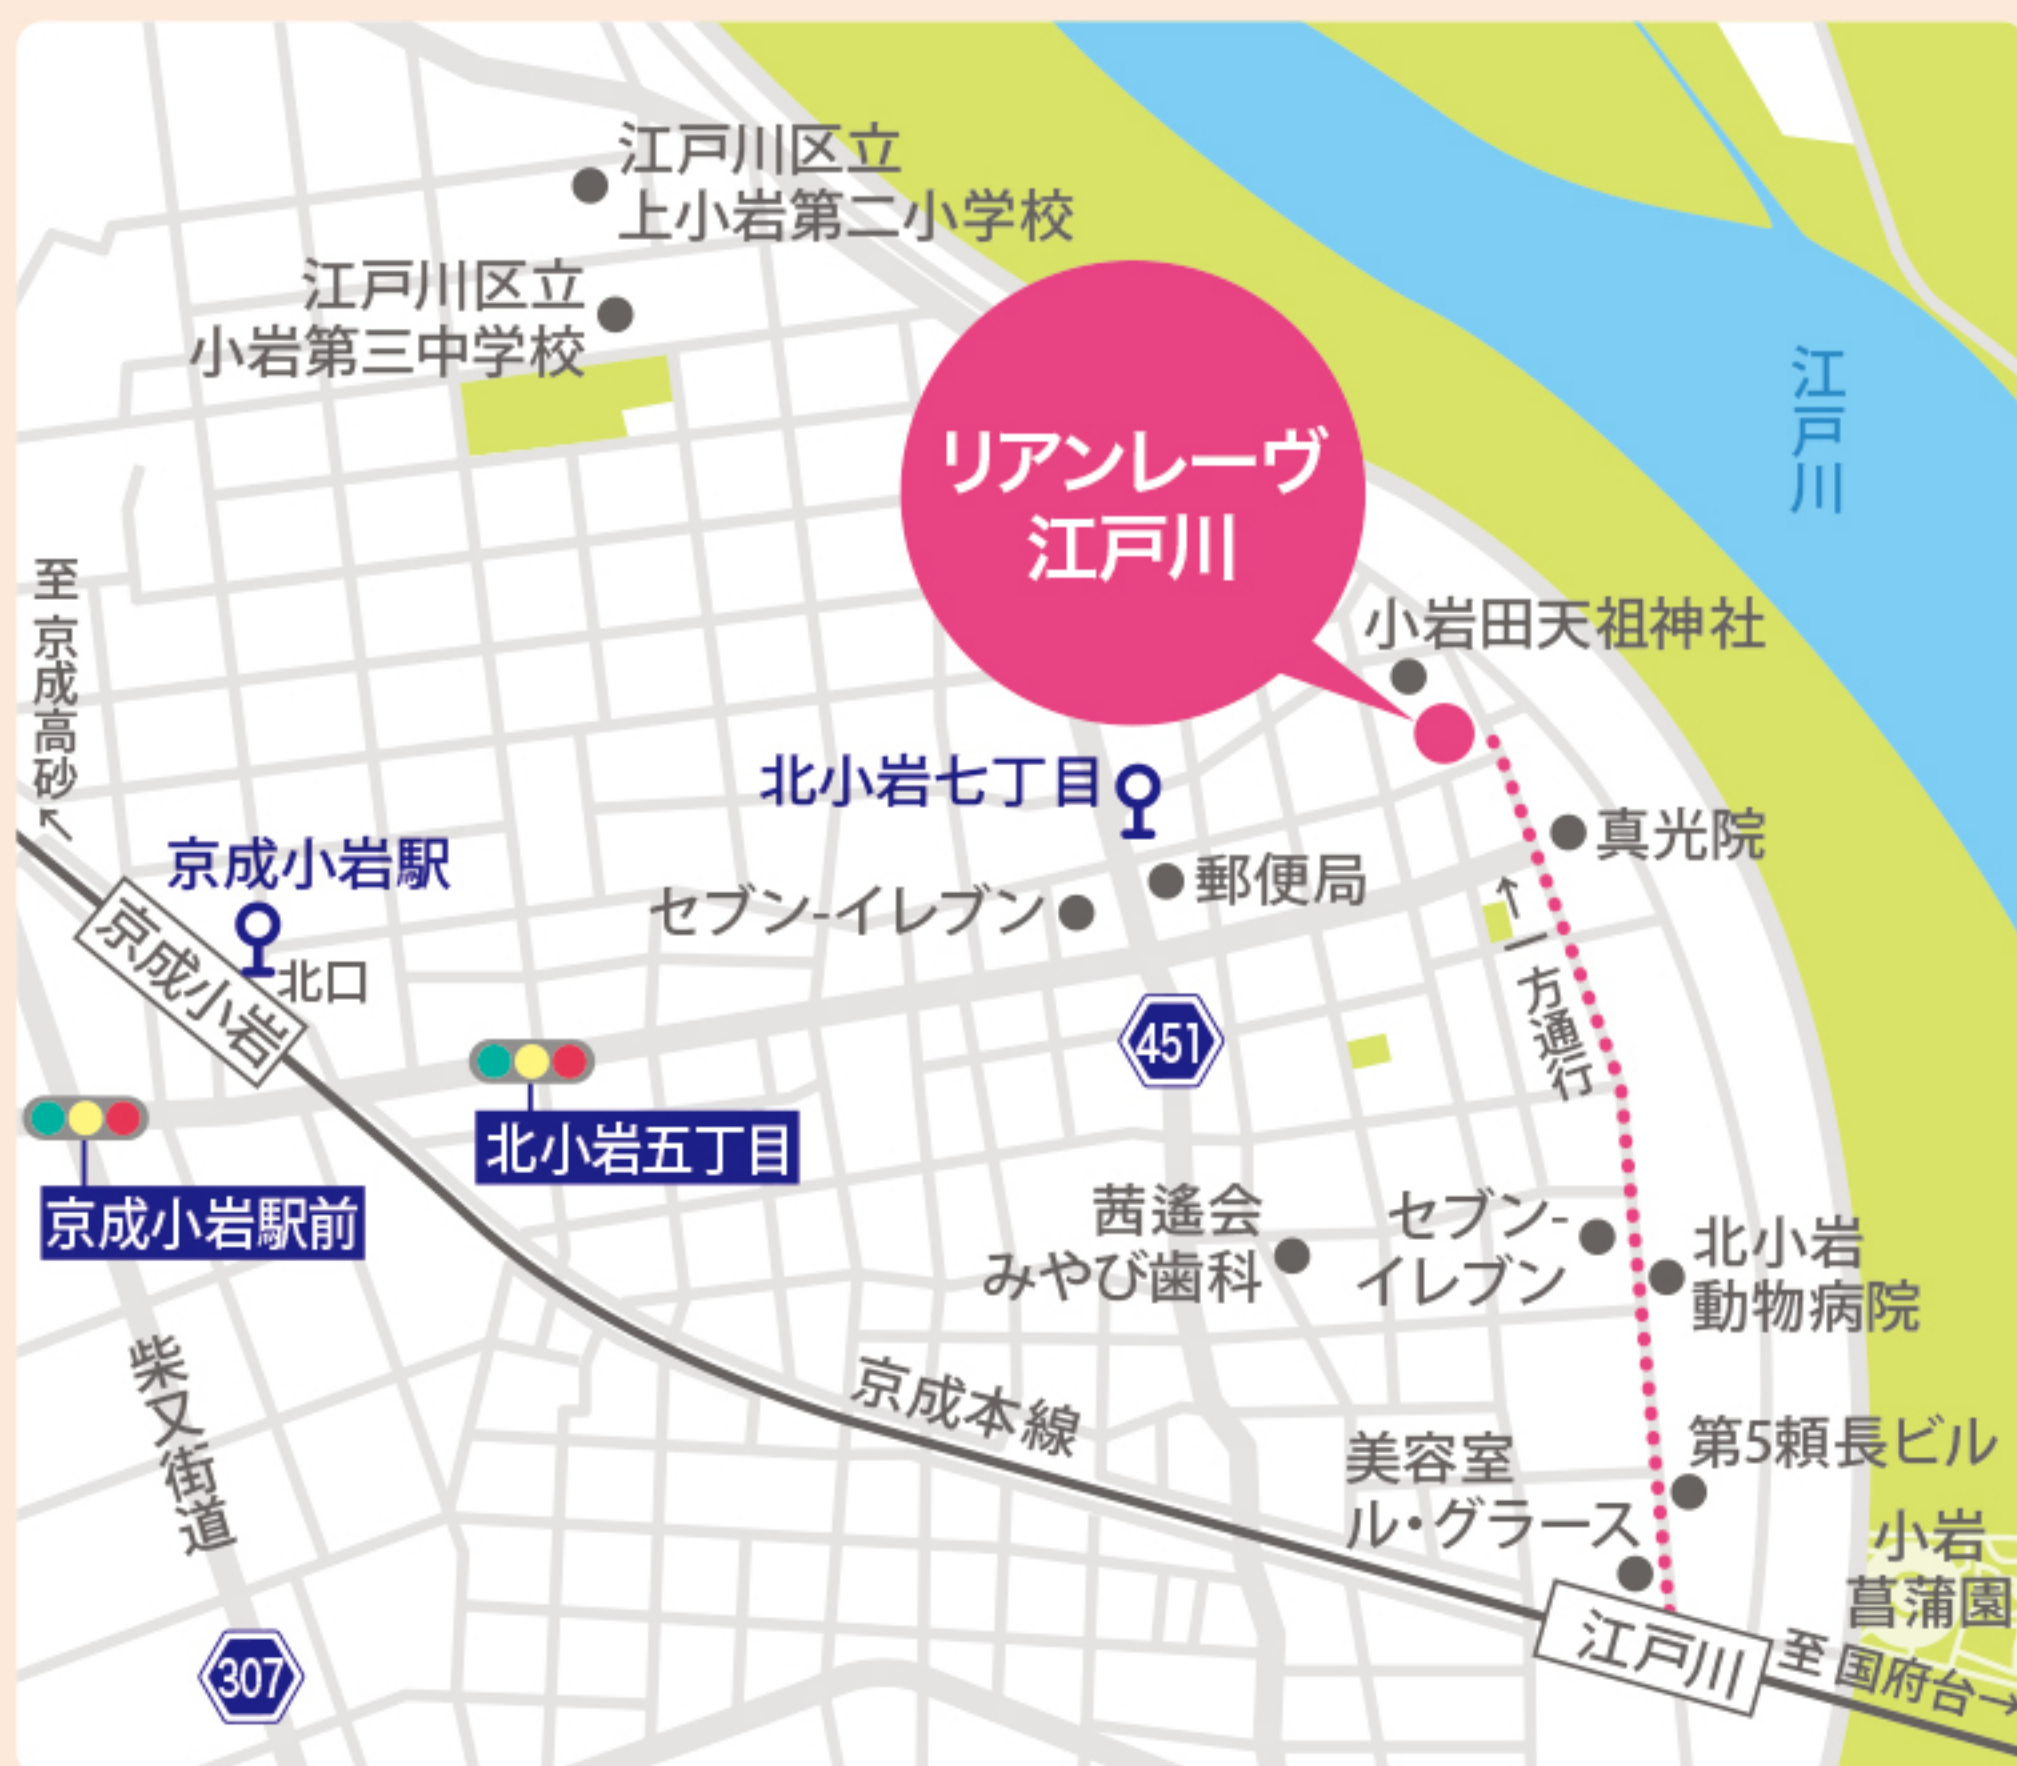 江戸川区立
上小岩第二小学校
江戸川区立
小岩第三中学校
リアンレーヴ
江戸川
江戸川
至 京成高砂←
小岩田天祖神社
北小岩七丁目
京成小岩駅
京成小岩
北口
郵便局
セブン-イレブン
真光院
←一方通行
451
北小岩五丁目
京成小岩駅前
茜遙会
みやび歯科
セブン-
イレブン
北小岩
動物病院
柴又街道
京成本線
第5頼長ビル
美容室
ル・グラース
小岩
菖蒲園
307
江戸川
至 国府台→